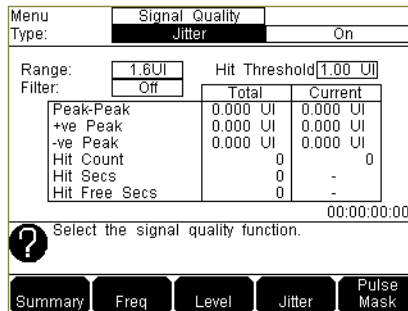 Menu Signal Quality
Type: Jitter On
Range: 1.6UI Hit Threshold 1.00 UI
Filter: Off Total Current
Peak-Peak 0.000 UI 0.000 UI
+ve Peak 0.000 UI 0.000 UI
-ve Peak 0.000 UI 0.000 UI
Hit Count 0 0
Hit Secs 0 -
Hit Free Secs 0 -
00:00:00:00
? Select the signal quality function.
Summary Freq Level Jitter Pulse Mask